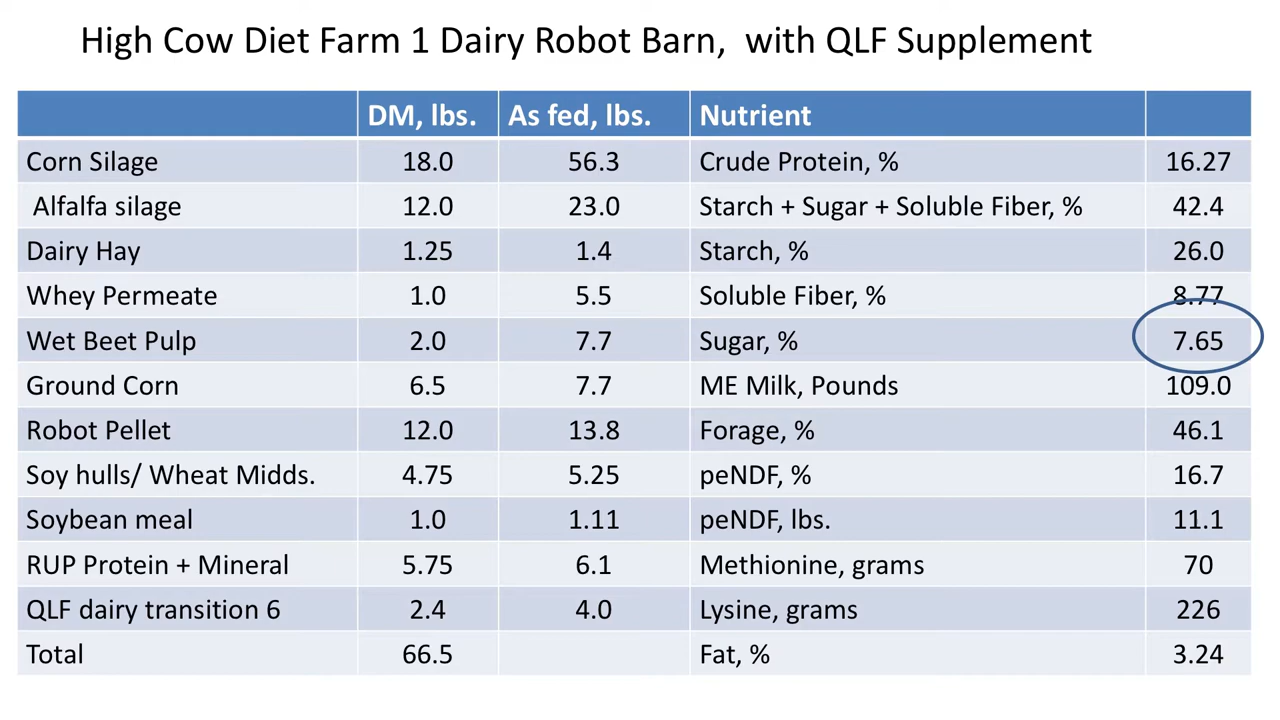 High Cow Diet Farm 1 Dairy Robot Barn, with QLF Supplement
DM, lbs. As fed, lbs. Nutrient
Corn Silage 18.0 56.3 Crude Protein, % 16.27
Alfalfa silage 12.0 23.0 Starch + Sugar + Soluble Fiber, % 42.4
Dairy Hay 1.25 1.4 Starch, % 26.0
Whey Permeate 1.0 5.5 Soluble Fiber, % 8.77
Wet Beet Pulp 2.0 7.7 Sugar, % 7.65
Ground Corn 6.5 7.7 ME Milk, Pounds 109.0
Robot Pellet 12.0 13.8 Forage, % 46.1
Soy hulls/ Wheat Midds. 4.75 5.25 peNDF, % 16.7
Soybean meal 1.0 1.11 peNDF, lbs. 11.1
RUP Protein + Mineral 5.75 6.1 Methionine, grams 70
QLF dairy transition 6 2.4 4.0 Lysine, grams 226
Total 66.5 Fat, % 3.24